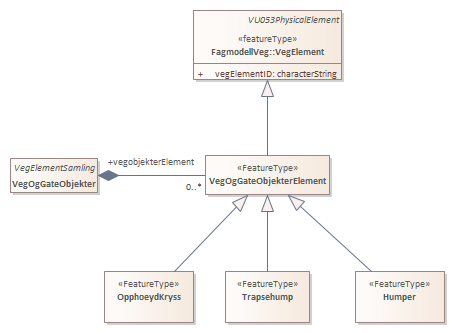 VU053PhysicalElement
«featureType»
FagmodellVeg::VegElement
+ vegElementID: characterString
VegElementSamling
VegOgGateObjekter
+vegobjekterElement
0..*
«FeatureType»
VegOgGateObjekterElement
«FeatureType»
OpphoeydKryss
«FeatureType»
Trapsehump
«FeatureType»
Humper